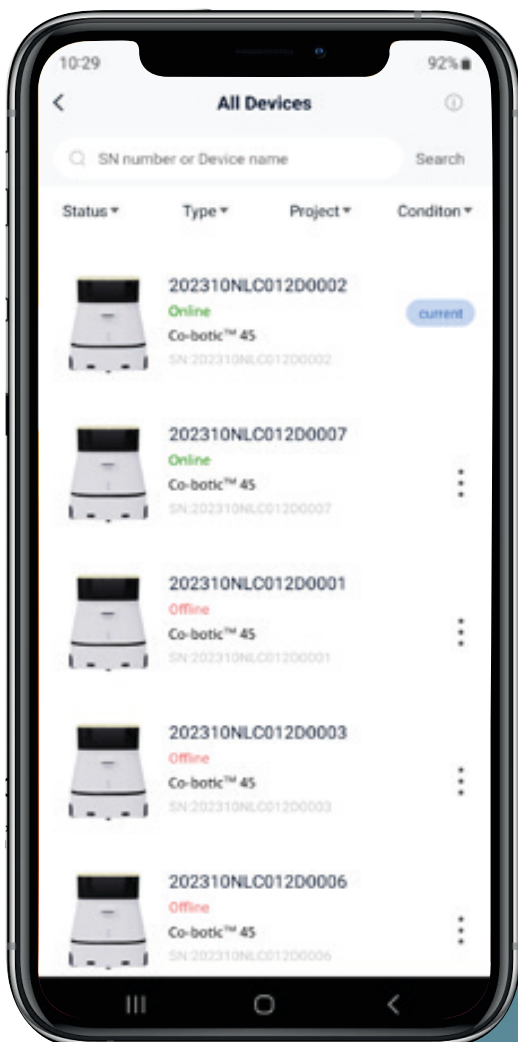 10:29
92%
All Devices
SN number or Device name
Search
Status
Type
Project
Conditon
202310NLC012D0002
Online
current
Co-botic™ 45
SN:202310NLC012D0002
202310NLC012D0007
Online
Co-botic™ 45
SN:202310NLC012D0007
202310NLC012D0001
Offline
Co-botic™ 45
SN:202310NLC012D0001
202310NLC012D0003
Offline
Co-botic™ 45
SN:202310NLC012D0003
202310NLC012D0006
Offline
Co-botic™ 45
SN:202310NLC012D0006